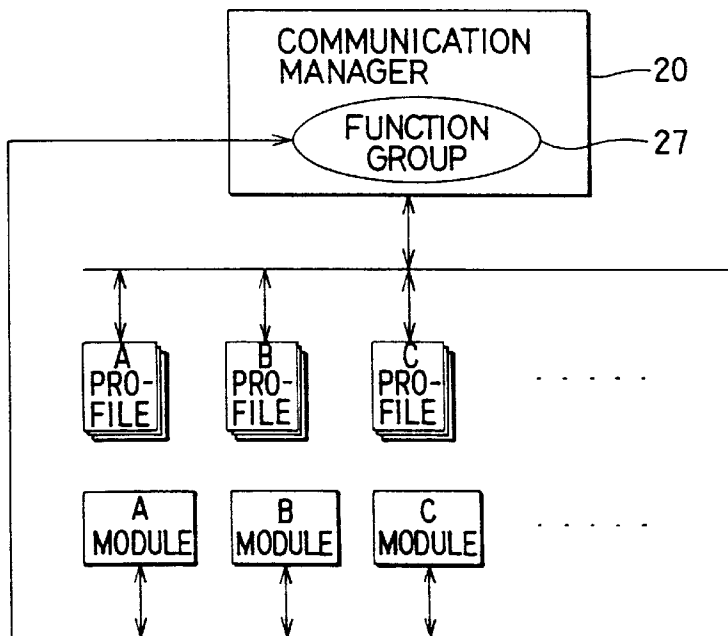 COMMUNICATION
MANAGER
20
FUNCTION
GROUP
27
A
PRO-
FILE
B
PRO-
FILE
C
PRO-
FILE
. . . . .
A
MODULE
B
MODULE
C
MODULE
. . . . .